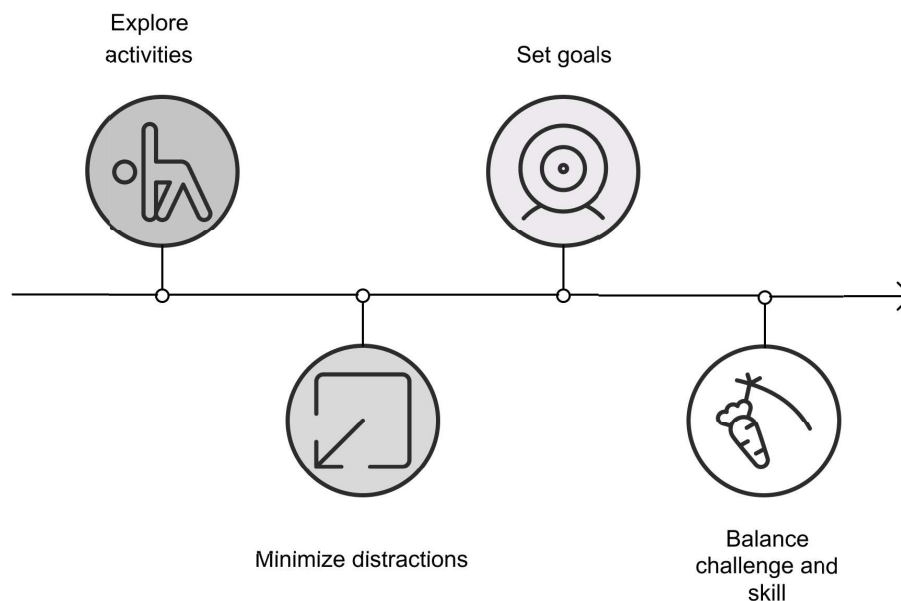 Explore
activities
Set goals
Minimize distractions
Balance
challenge and
skill